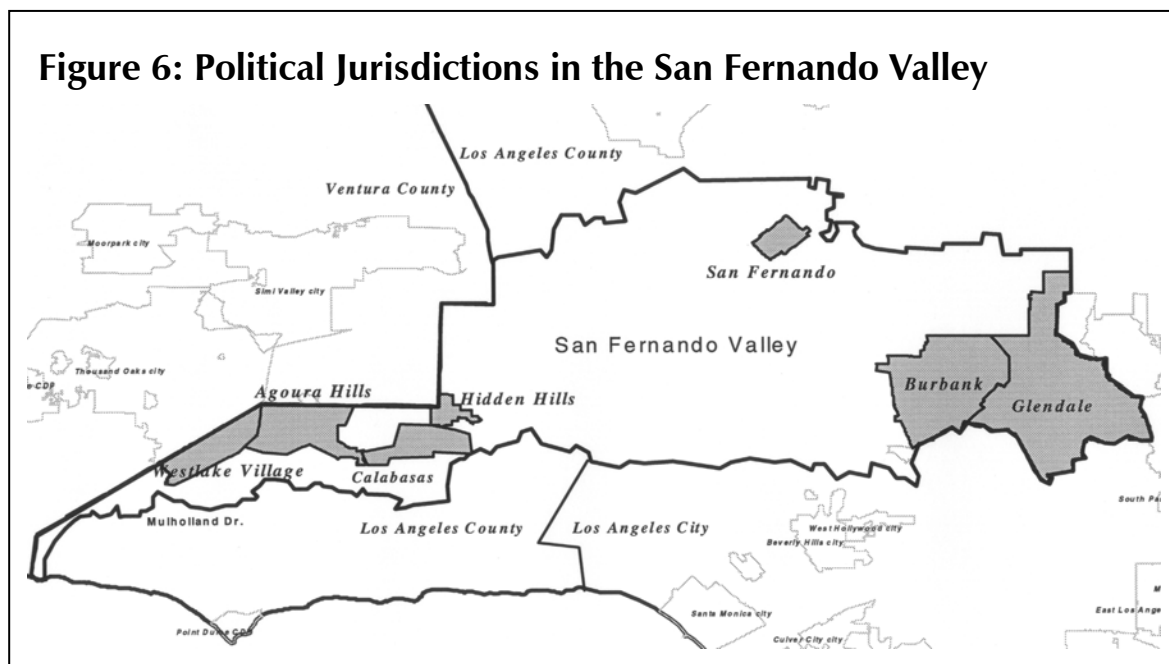 Figure 6: Political Jurisdictions in the San Fernando Valley
Los Angeles County
Ventura County
Moorpark city
San Fernando
Simi Valley city
San Fernando Valley
Thousand Oaks city
CDP
Agoura Hills
Hidden Hills
Burbank
Glendale
Westlake Village
Calabasas
Mulholland Dr.
Los Angeles County
Los Angeles City
West Hollywood city
Beverly Hills city
South
Santa Monica city
East Los
Point Dume CDP
Culver City city